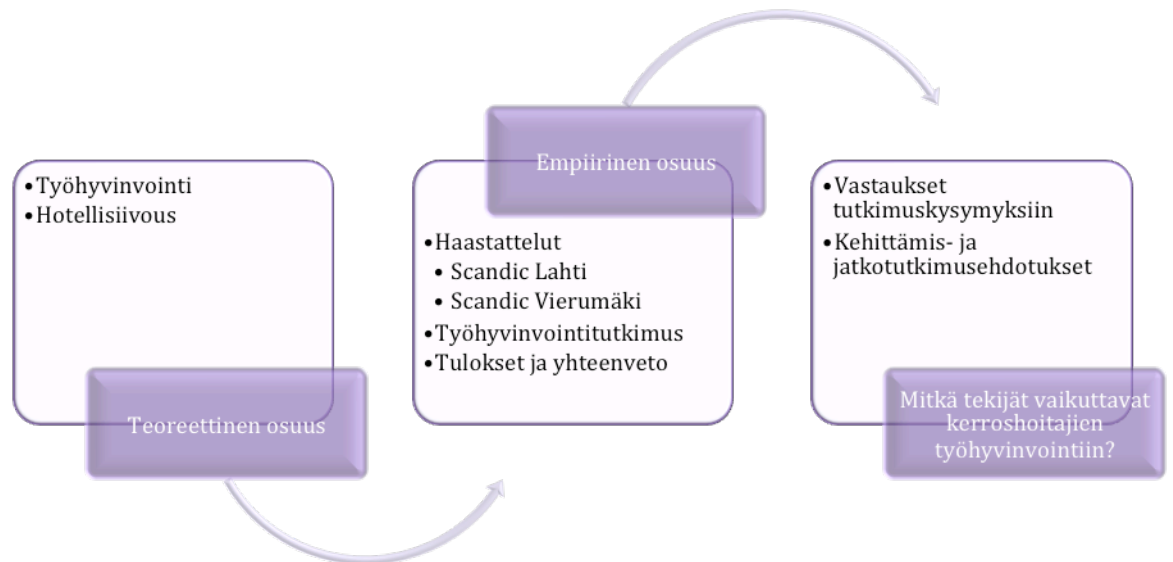 •Työhyvinvointi
•Hotellisiivous
Teoreettinen osuus
Empiirinen osuus
•Haastattelut
• Scandic Lahti
• Scandic Vierumäki
•Työhyvinvointitutkimus
•Tulokset ja yhteenveto
•Vastaukset
tutkimuskysymyksiin
•Kehittämis- ja
jatkotutkimusehdotukset
Mitkä tekijät vaikuttavat
kerroshoitajien
työhyvinvointiin?